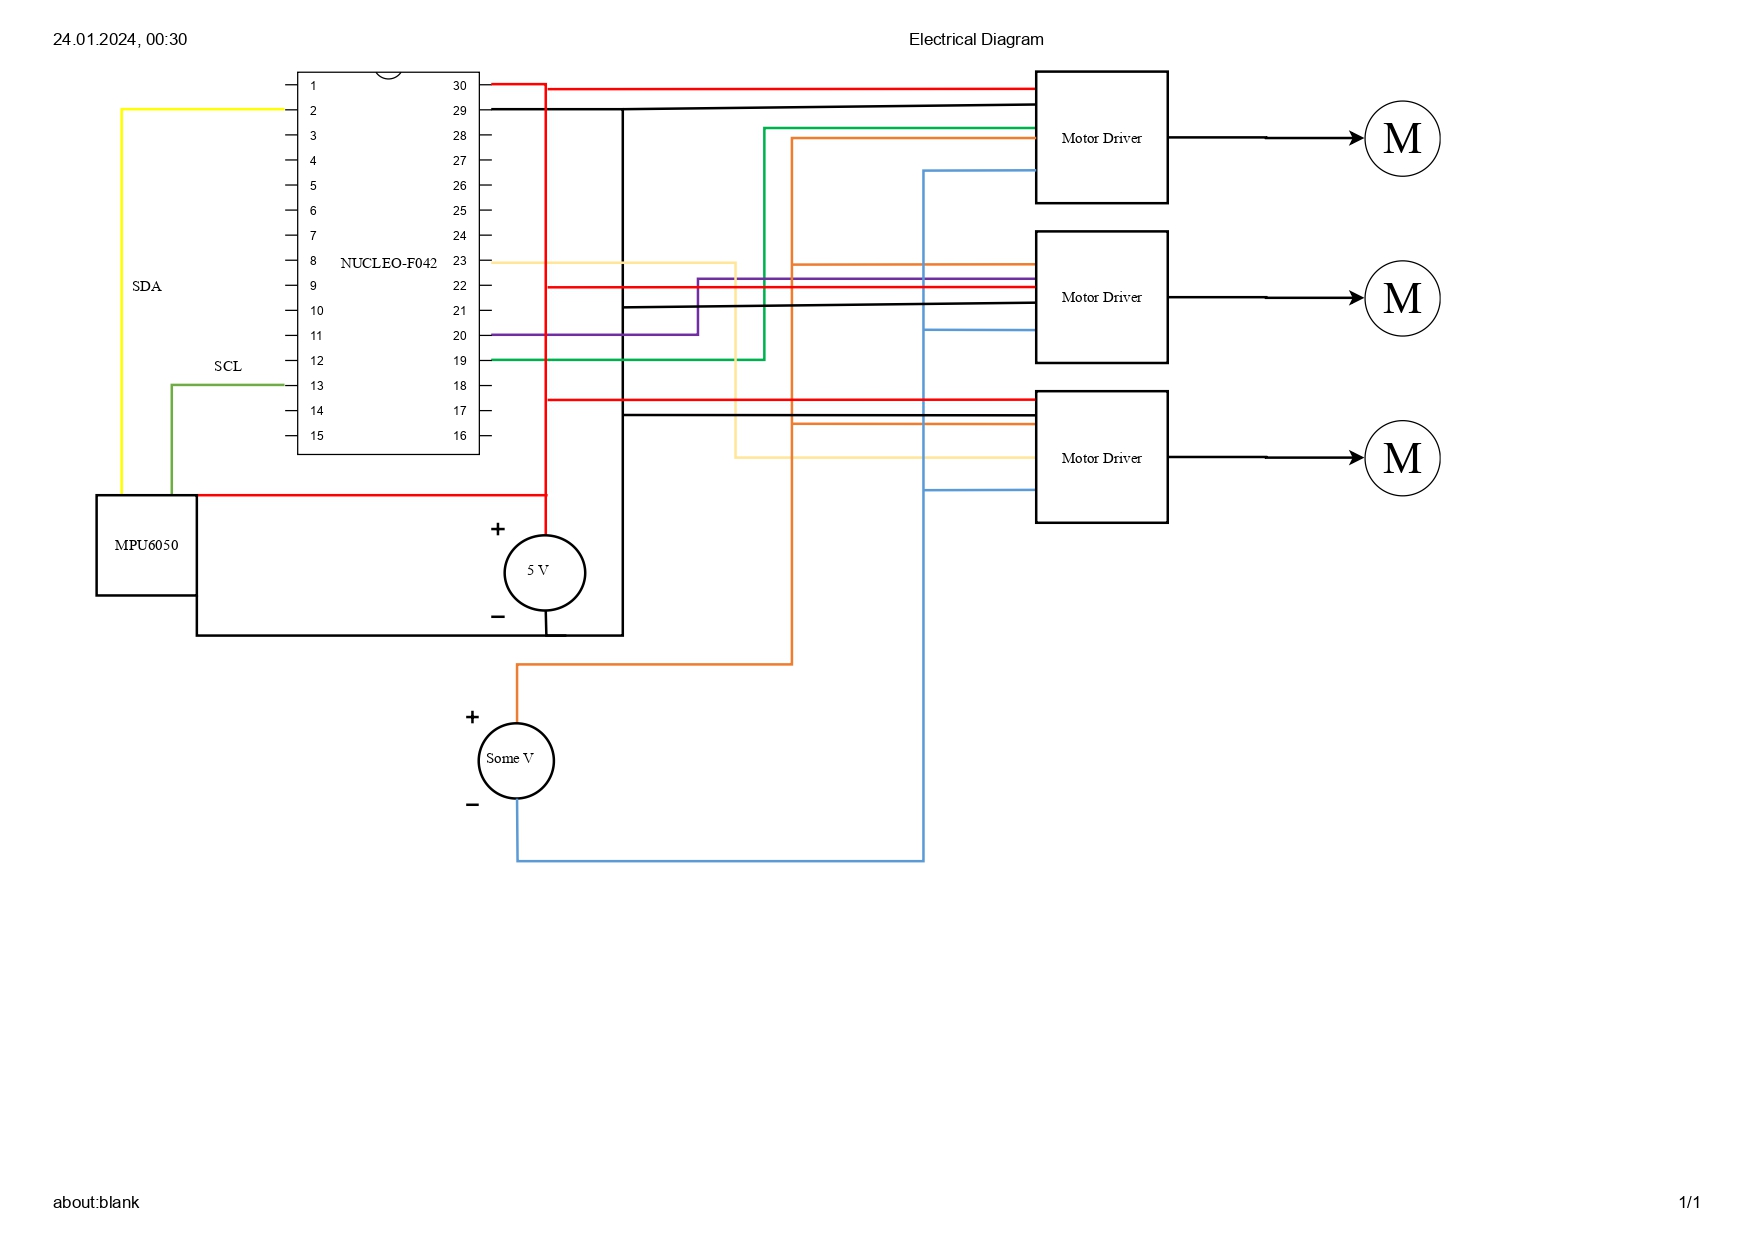 24.01.2024, 00:30 Electrical Diagram
1 30
2 29
3 28
4 27
5 26
6 25
7 24
8 NUCLEO-F042 23
9 22
10 21
11 20
12 19
13 18
14 17
15 16
SDA
SCL
Motor Driver M
Motor Driver M
Motor Driver M
MPU6050
+
5 V
−
+
Some V
−
about:blank 1/1